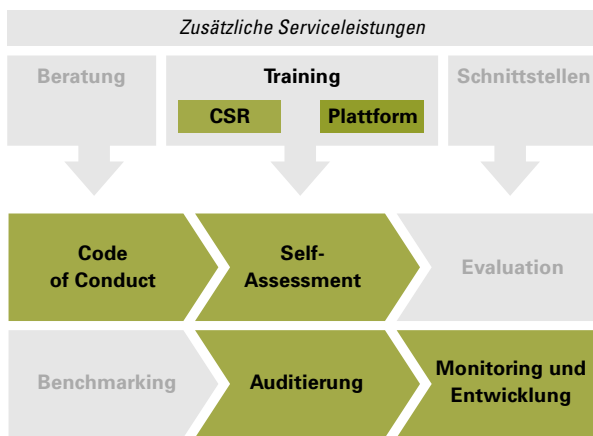 Zusätzliche Serviceleistungen
Beratung
Training
Schnittstellen
CSR
Plattform
Code
of Conduct
Self-
Assessment
Evaluation
Benchmarking
Auditierung
Monitoring und
Entwicklung